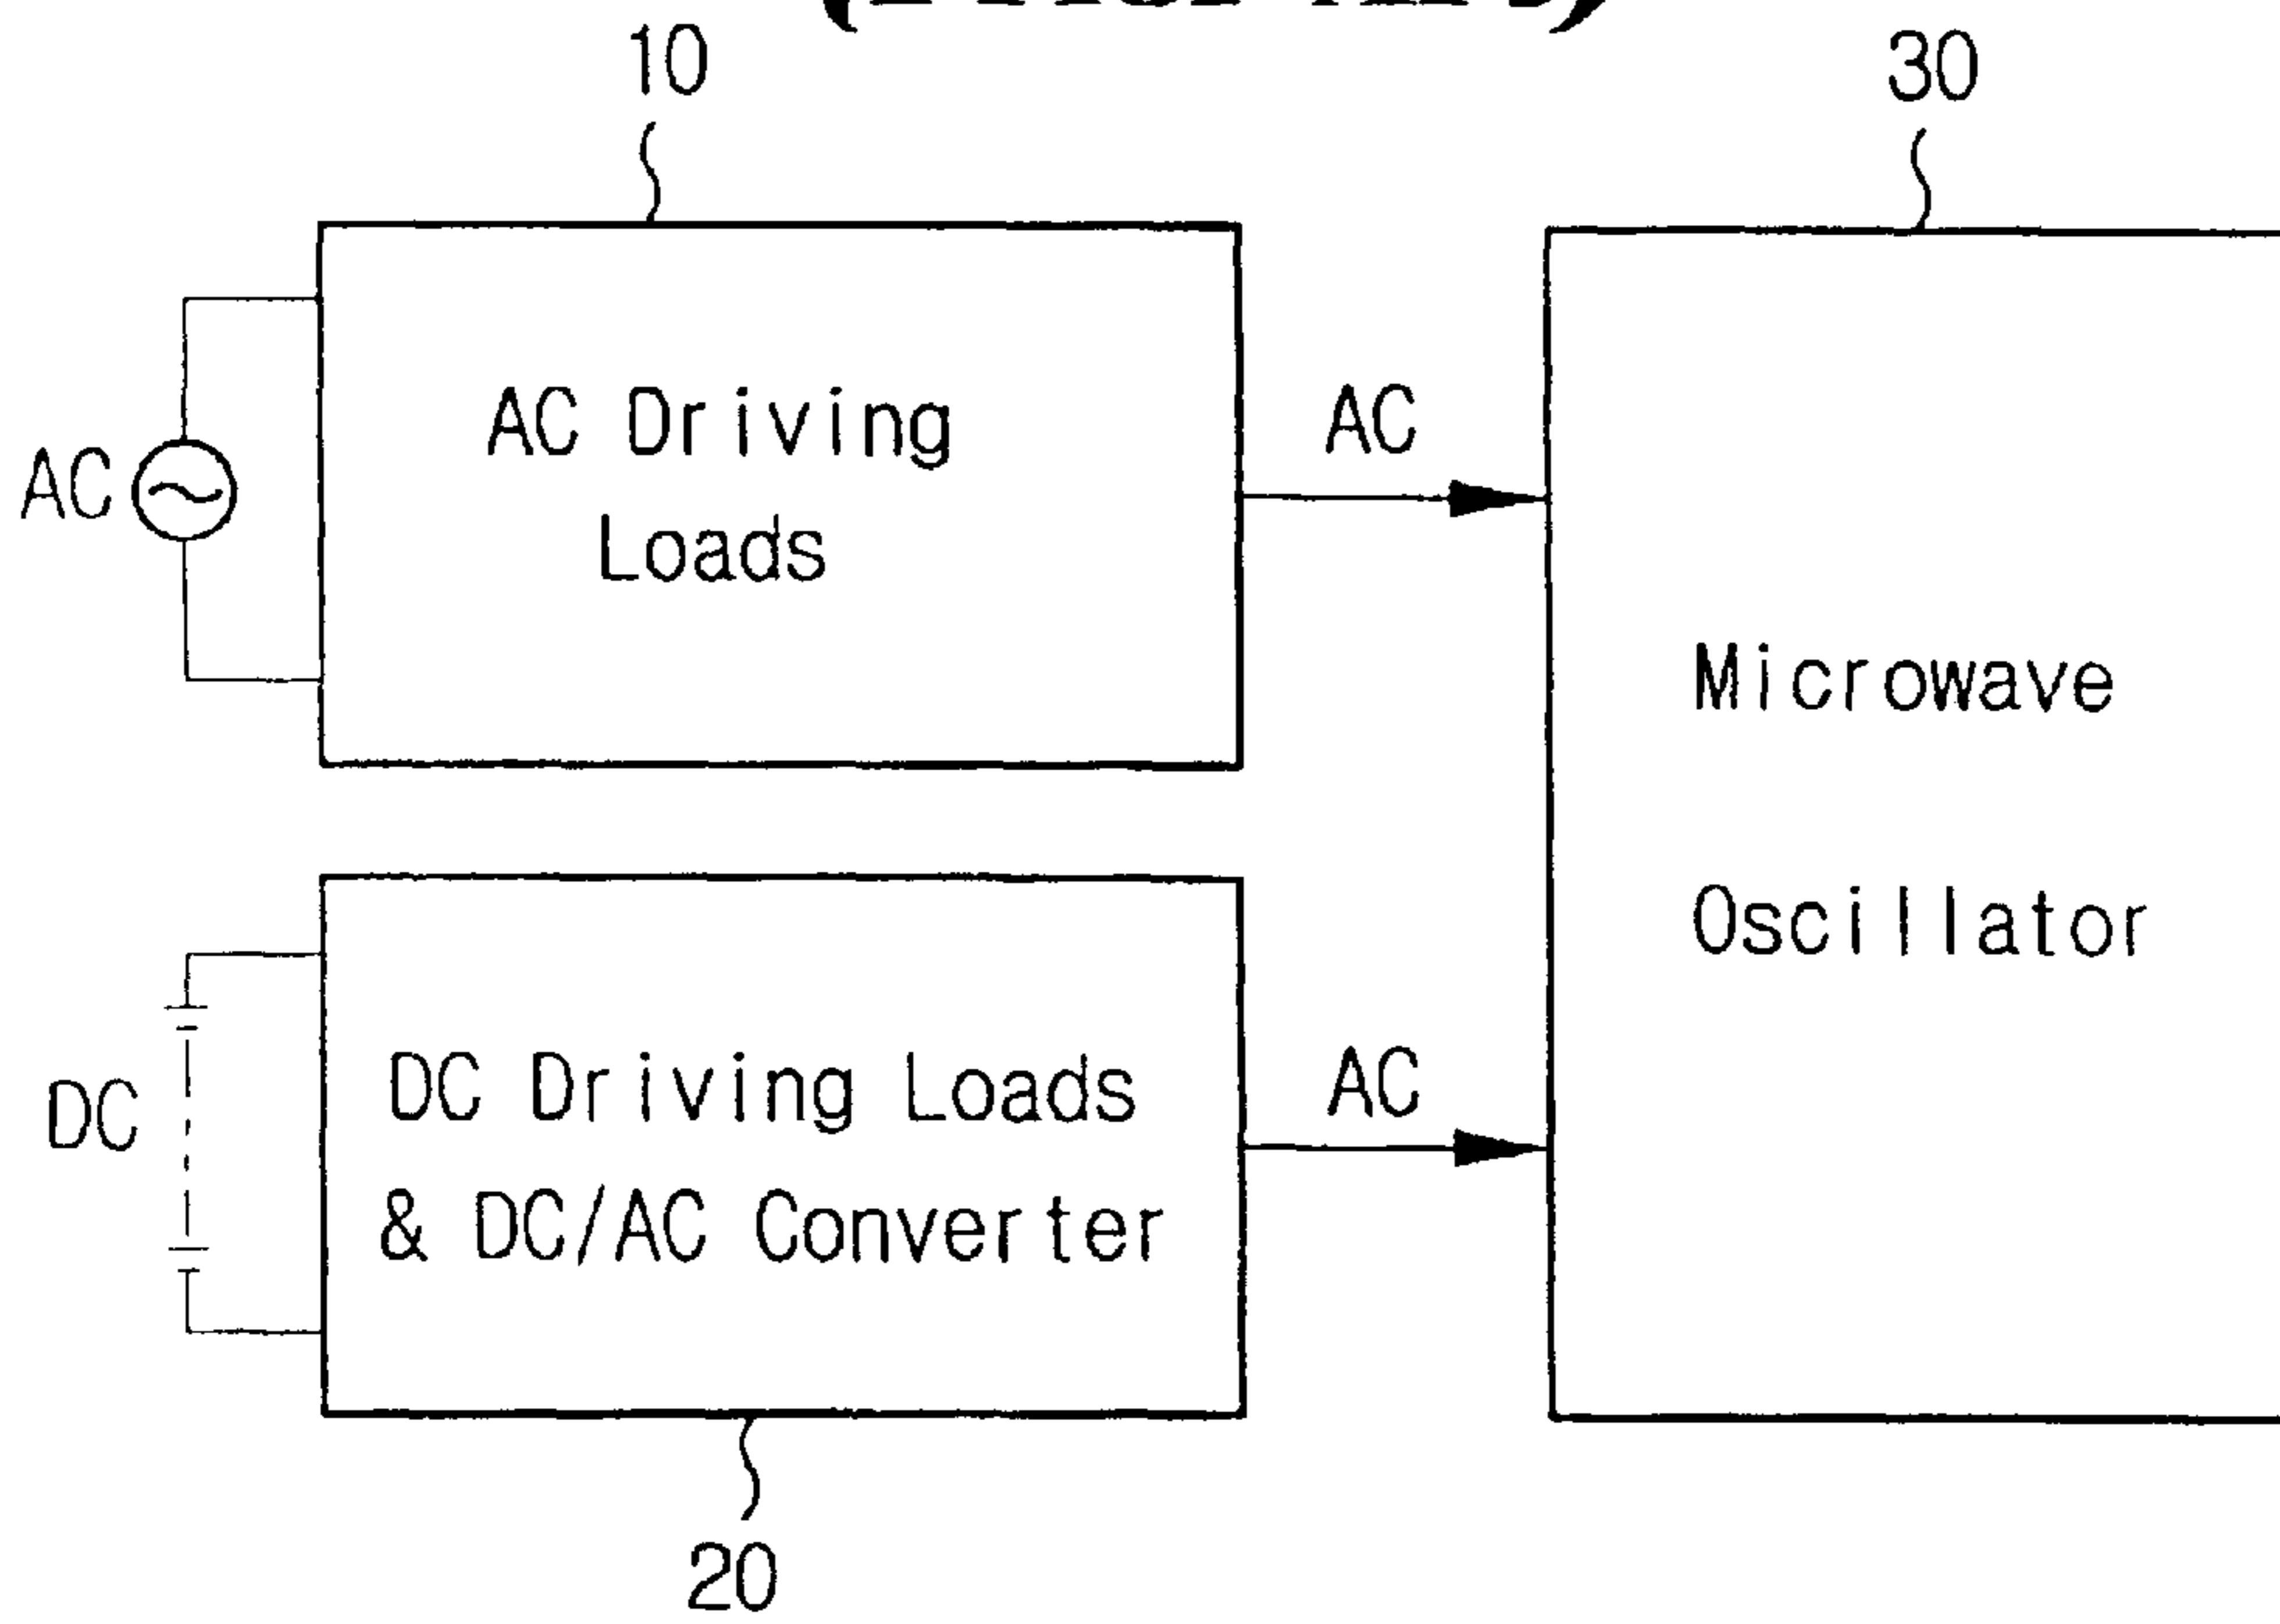 10
30
AC Driving
Loads
AC
AC
Microwave
Oscillator
DC Driving Loads
& DC/AC Converter
DC
AC
20